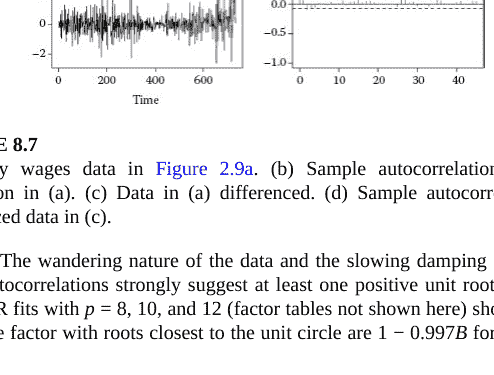 0
−2
0 200 400 600
Time
0.0
−0.5
−1.0
0 10 20 30 40
E 8.7
y wages data in Figure 2.9a. (b) Sample autocorrelation
on in (a). (c) Data in (a) differenced. (d) Sample autocorr
ced data in (c).
The wandering nature of the data and the slowing damping
tocorrelations strongly suggest at least one positive unit root
R fits with p = 8, 10, and 12 (factor tables not shown here) sho
e factor with roots closest to the unit circle are 1 − 0.997B for